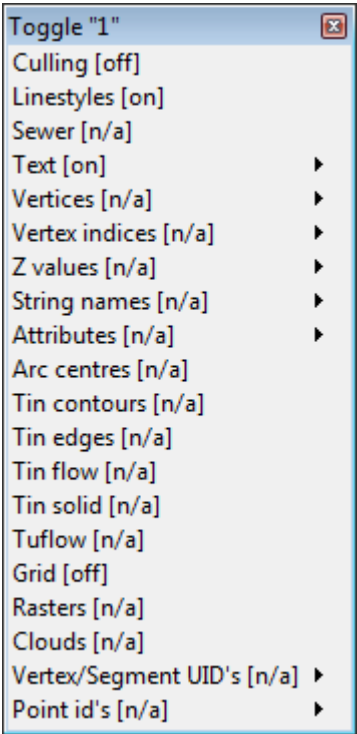 Toggle "1"
Culling [off]
Linestyles [on]
Sewer [n/a]
Text [on]
Vertices [n/a]
Vertex indices [n/a]
Z values [n/a]
String names [n/a]
Attributes [n/a]
Arc centres [n/a]
Tin contours [n/a]
Tin edges [n/a]
Tin flow [n/a]
Tin solid [n/a]
Tuflow [n/a]
Grid [off]
Rasters [n/a]
Clouds [n/a]
Vertex/Segment UID's [n/a]
Point id's [n/a]